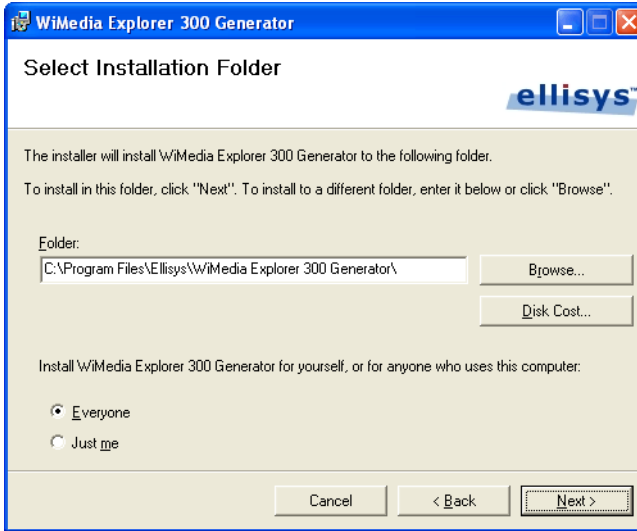 WiMedia Explorer 300 Generator
Select Installation Folder
ellisys™
The installer will install WiMedia Explorer 300 Generator to the following folder.
To install in this folder, click "Next". To install to a different folder, enter it below or click "Browse".
Folder:
C:\Program Files\Ellisys\WiMedia Explorer 300 Generator\
Browse...
Disk Cost...
Install WiMedia Explorer 300 Generator for yourself, or for anyone who uses this computer:
Everyone
Just me
Cancel
< Back
Next >